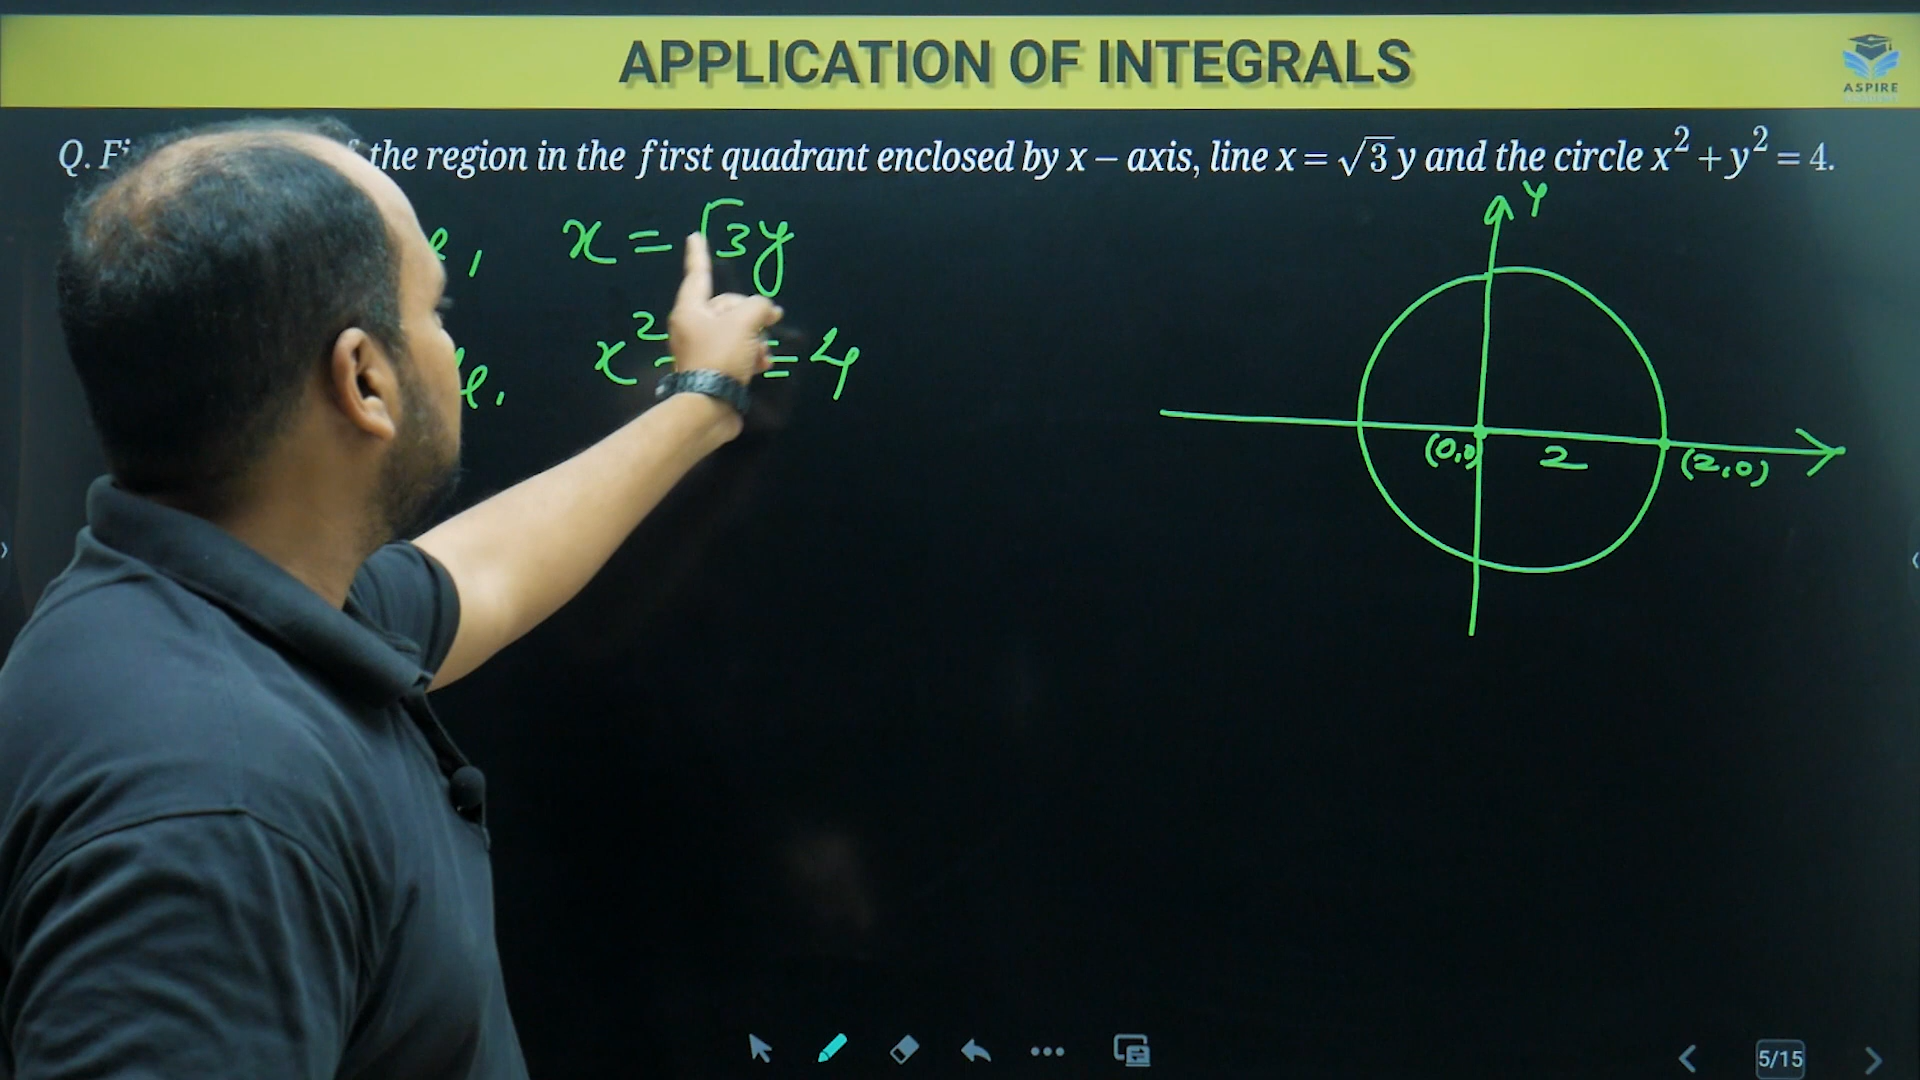 APPLICATION OF INTEGRALS
ASPIRE
Q. the region in the first quadrant enclosed by x – axis, line x = √3 y and the circle x² + y² = 4.
x = √3y
x² = 4
Y
(0,0)
2
(2,0)
5/15